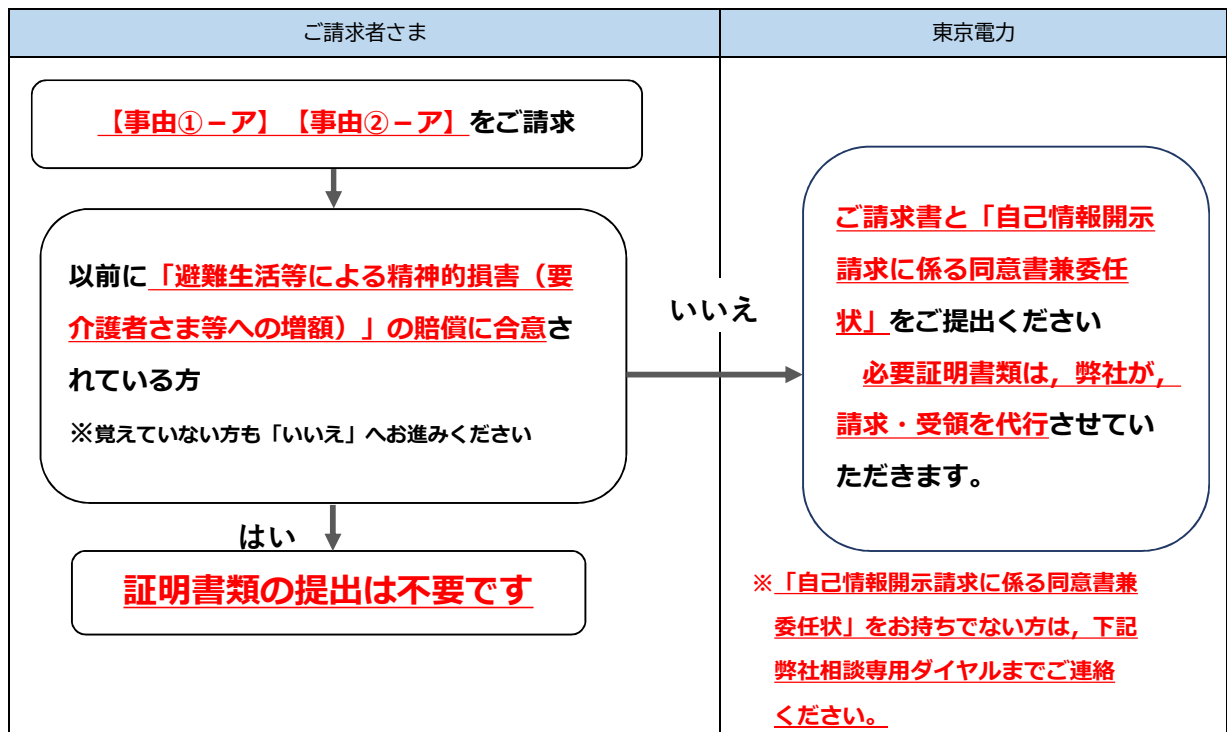 ご請求者さま
東京電力
【事由①－ア】【事由②－ア】をご請求
以前に「避難生活等による精神的損害（要
介護者さま等への増額）」の賠償に合意さ
れている方
※覚えていない方も「いいえ」へお進みください
いいえ
はい
証明書類の提出は不要です
ご請求書と「自己情報開示
請求に係る同意書兼委任
状」をご提出ください
必要証明書類は，弊社が，
請求・受領を代行させてい
ただきます。
※「自己情報開示請求に係る同意書兼
委任状」をお持ちでない方は，下記
弊社相談専用ダイヤルまでご連絡
ください。